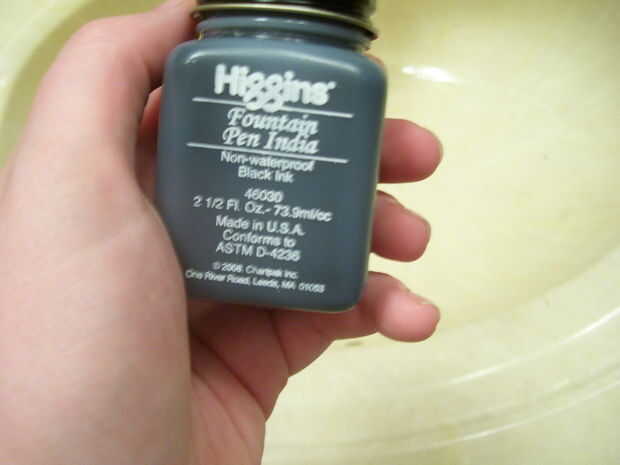 Higgins®
Fountain
Pen India
Non-waterproof
Black Ink
46030
2 1/2 Fl. Oz.- 73.9ml/cc
Made in U.S.A.
Conforms to
ASTM D-4236
© 2008 Chartpak Inc.
One River Road, Leeds, MA 01053